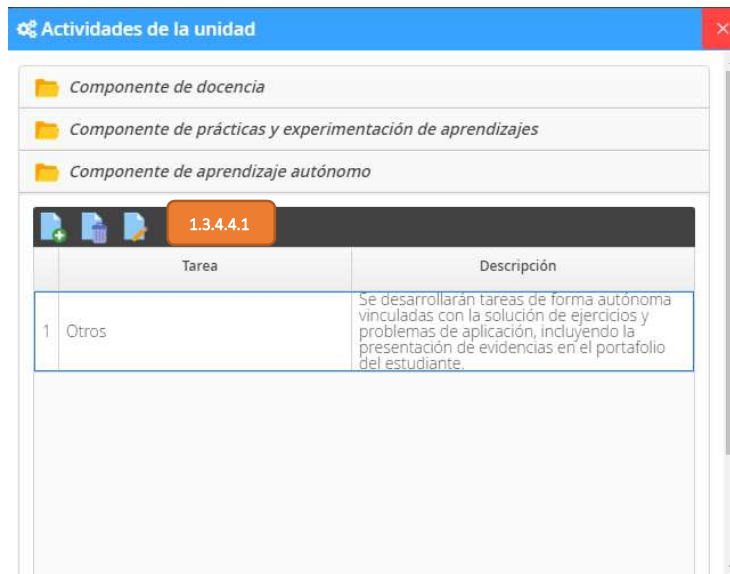 Actividades de la unidad
Componente de docencia
Componente de prácticas y experimentación de aprendizajes
Componente de aprendizaje autónomo
1.3.4.4.1
Tarea Descripción
1 Otros
Se desarrollarán tareas de forma autónoma
vinculadas con la solución de ejercicios y
problemas de aplicación, incluyendo la
presentación de evidencias en el portafolio
del estudiante.